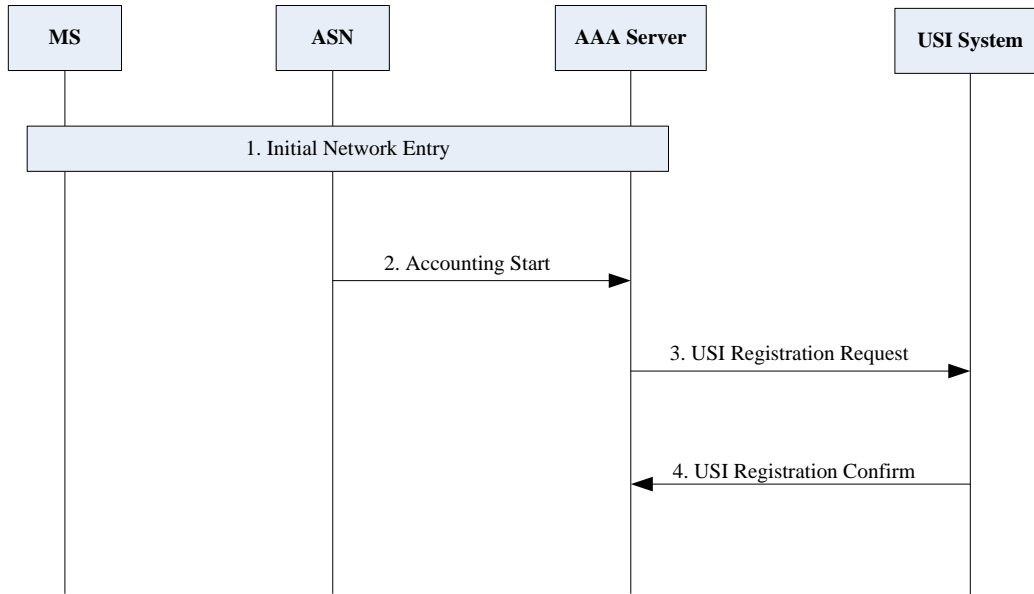 MS
ASN
AAA Server
USI System
1. Initial Network Entry
2. Accounting Start
3. USI Registration Request
4. USI Registration Confirm